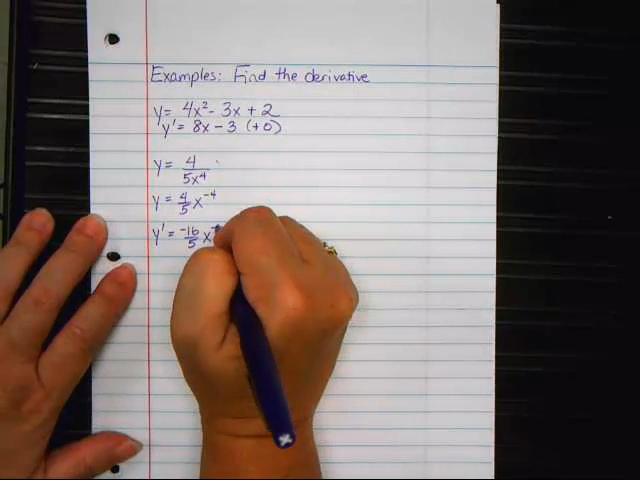 Examples: Find the derivative
y = 4x² - 3x + 2
y' = 8x - 3 (+0)
y = 4/5x⁴
y = 4/5 x⁻⁴
y' = -16/5 x